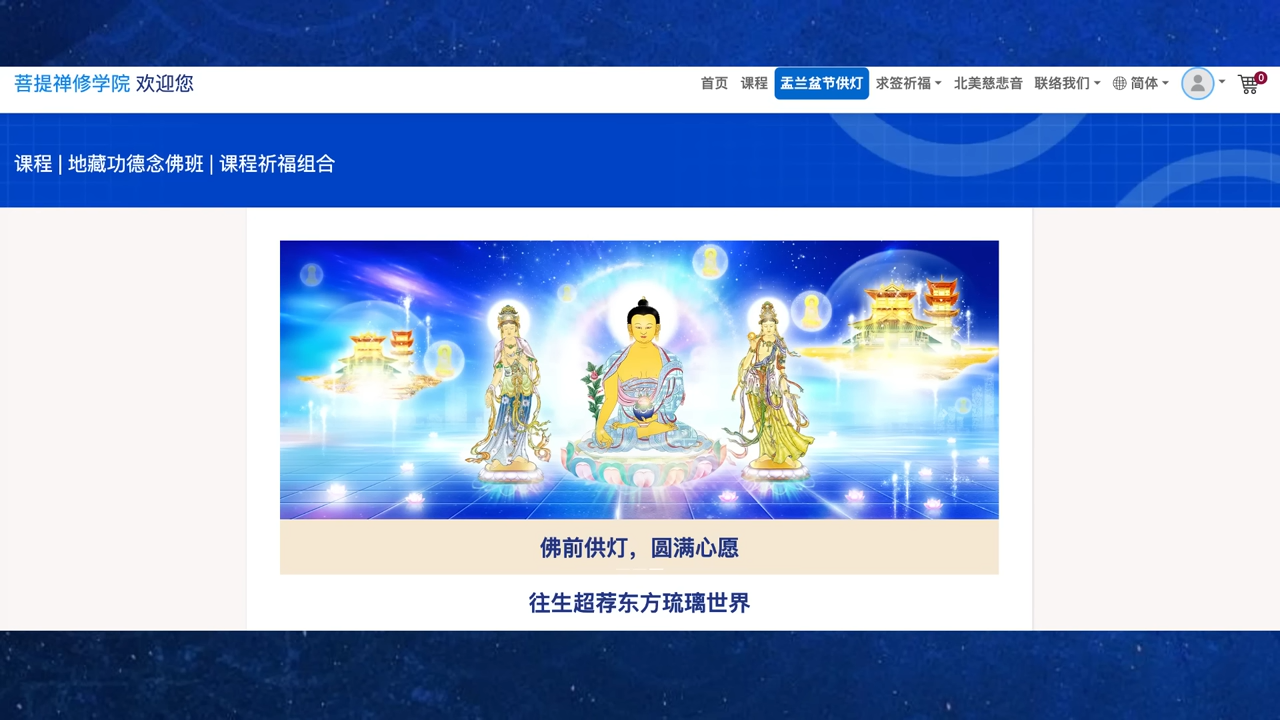 菩提禅修学院 欢迎您
首页 课程 盂兰盆节供灯 求签祈福 北美慈悲音 联络我们 简体 0
课程 | 地藏功德念佛班 | 课程祈福组合
佛前供灯，圆满心愿
往生超荐东方琉璃世界